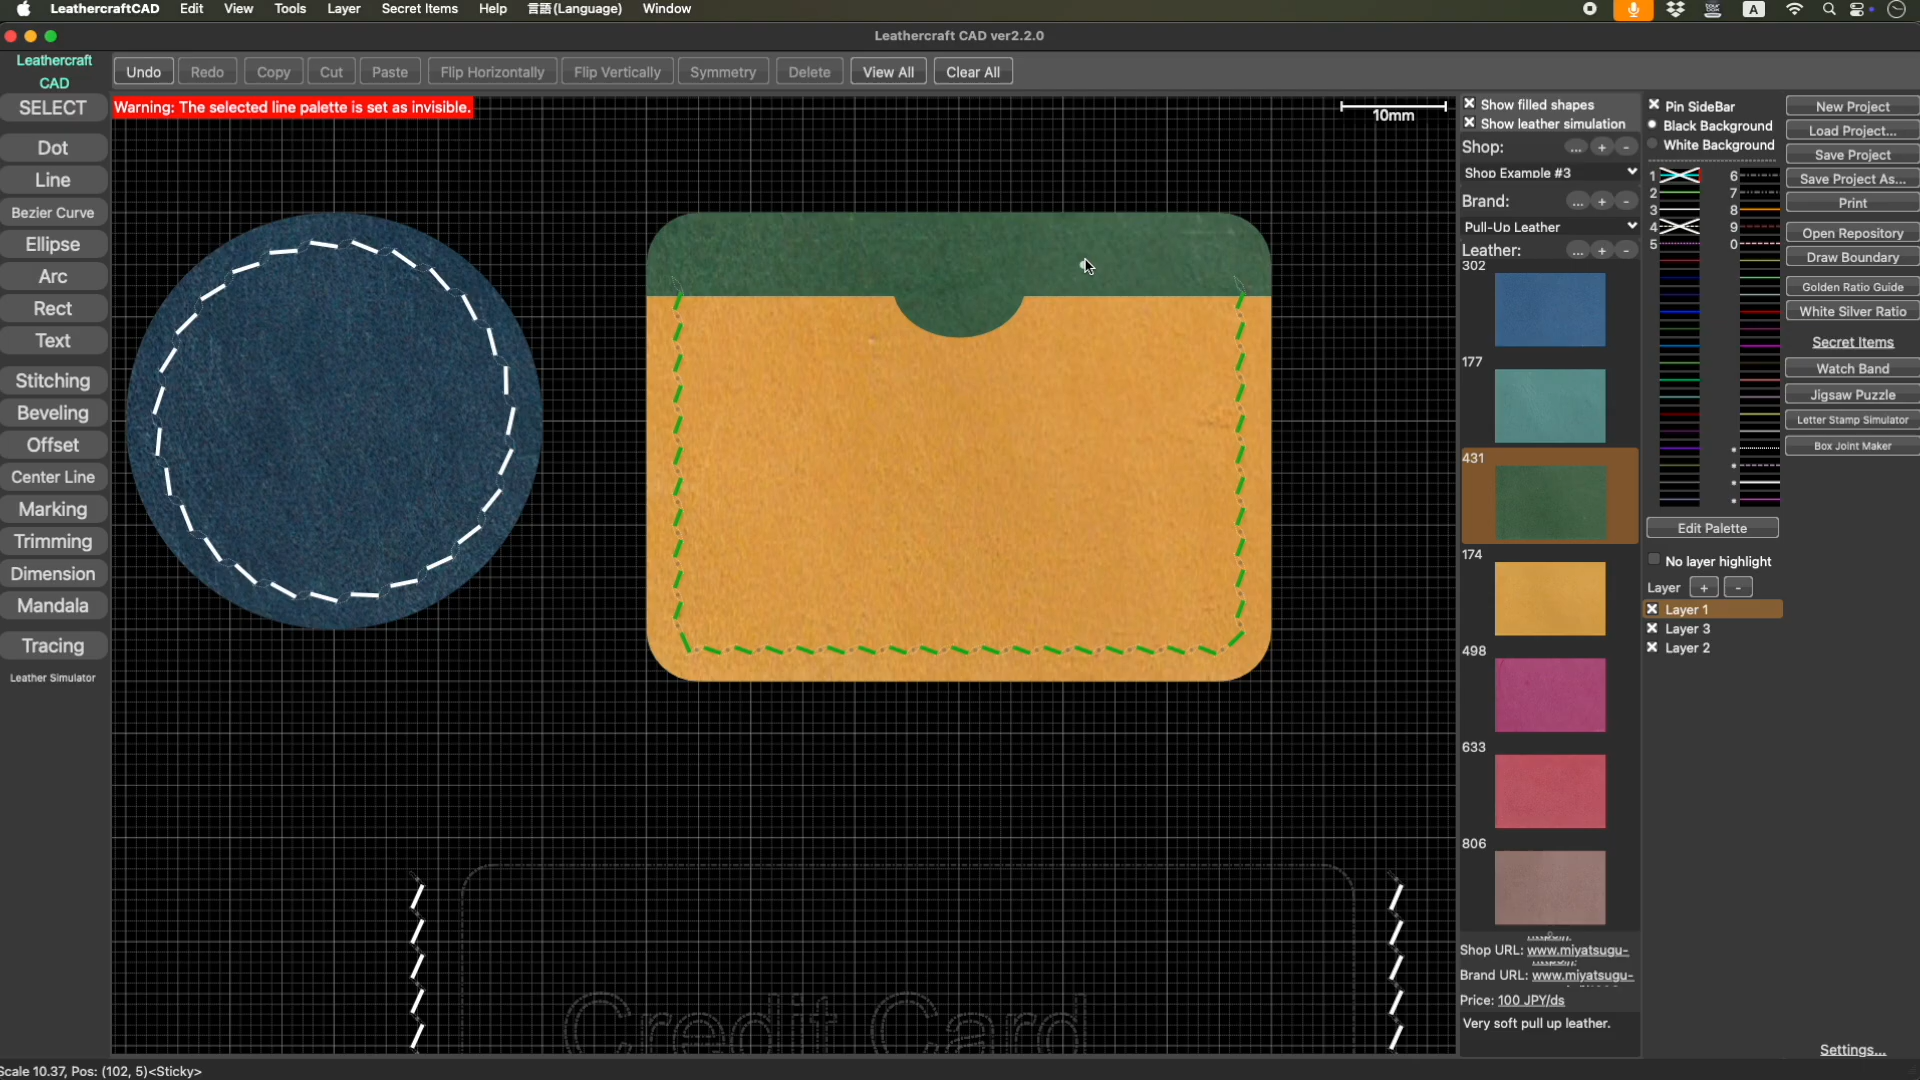 LeathercraftCAD Edit View Tools Layer Secret Items Help 言語(Language) Window
A
Leathercraft CAD ver2.2.0
Leathercraft
CAD
Undo Redo Copy Cut Paste Flip Horizontally Flip Vertically Symmetry Delete View All Clear All
Warning: The selected line palette is set as invisible.
SELECT
Dot
Line
Bezier Curve
Ellipse
Arc
Rect
Text
Stitching
Beveling
Offset
Center Line
Marking
Trimming
Dimension
Mandala
Tracing
Leather Simulator
10mm
Credit Card
Show filled shapes
Show leather simulation
Shop: ... + -
Shop Example #3
Brand: ... + -
Pull-Up Leather
Leather: ... + -
302
177
431
174
498
633
806
Shop URL: www.miyatsugu-
Brand URL: www.miyatsugu-
Price: 100 JPY/ds
Very soft pull up leather.
Pin SideBar
Black Background
White Background
1 6
2 7
3 8
4 9
5 0
Edit Palette
No layer highlight
Layer + -
Layer 1
Layer 3
Layer 2
New Project
Load Project...
Save Project
Save Project As...
Print
Open Repository
Draw Boundary
Golden Ratio Guide
White Silver Ratio
Secret Items
Watch Band
Jigsaw Puzzle
Letter Stamp Simulator
Box Joint Maker
Settings...
Scale 10.37, Pos: (102, 5)<Sticky>